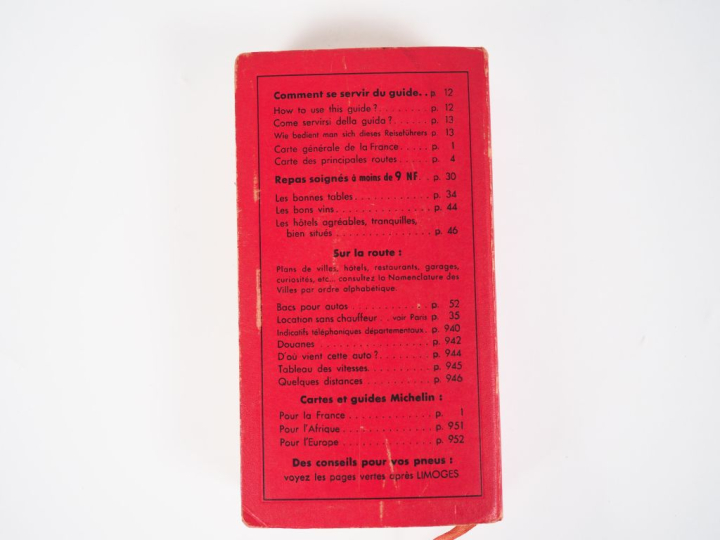 Comment se servir du guide. . p. 12
How to use this guide ? . . . . . . . . p. 12
Come servirsi della guida ? . . . . . . p. 13
Wie bedient man sich dieses Reiseführers p 13
Carte générale de la France . . . . . p. 1
Carte des principales routes . . . . . p. 4
Repas soignés à moins de 9 NF . p. 30
Les bonnes tables . . . . . . . . . . . . p. 34
Les bons vins . . . . . . . . . . . . . . . p. 44
Les hôtels agréables, tranquilles,
bien situés . . . . . . . . . . . . . . . p. 46
Sur la route :
Plans de villes, hôtels, restaurants, garages,
curiosités, etc... consultez la Nomenclature des
Villes par ordre alphabétique.
Bacs pour autos . . . . . . . . . . . . . p. 52
Location sans chauffeur . . voir Paris p. 35
Indicatifs téléphoniques départementaux . p. 940
Douanes . . . . . . . . . . . . . . . . . . p. 942
D'où vient cette auto ? . . . . . . . . . p. 944
Tableau des vitesses . . . . . . . . . . . p. 945
Quelques distances . . . . . . . . . . . p. 946
Cartes et guides Michelin :
Pour la France . . . . . . . . . . . . . . p. 1
Pour l'Afrique . . . . . . . . . . . . . . p. 951
Pour l'Europe . . . . . . . . . . . . . . p. 952
Des conseils pour vos pneus :
voyez les pages vertes après LIMOGES